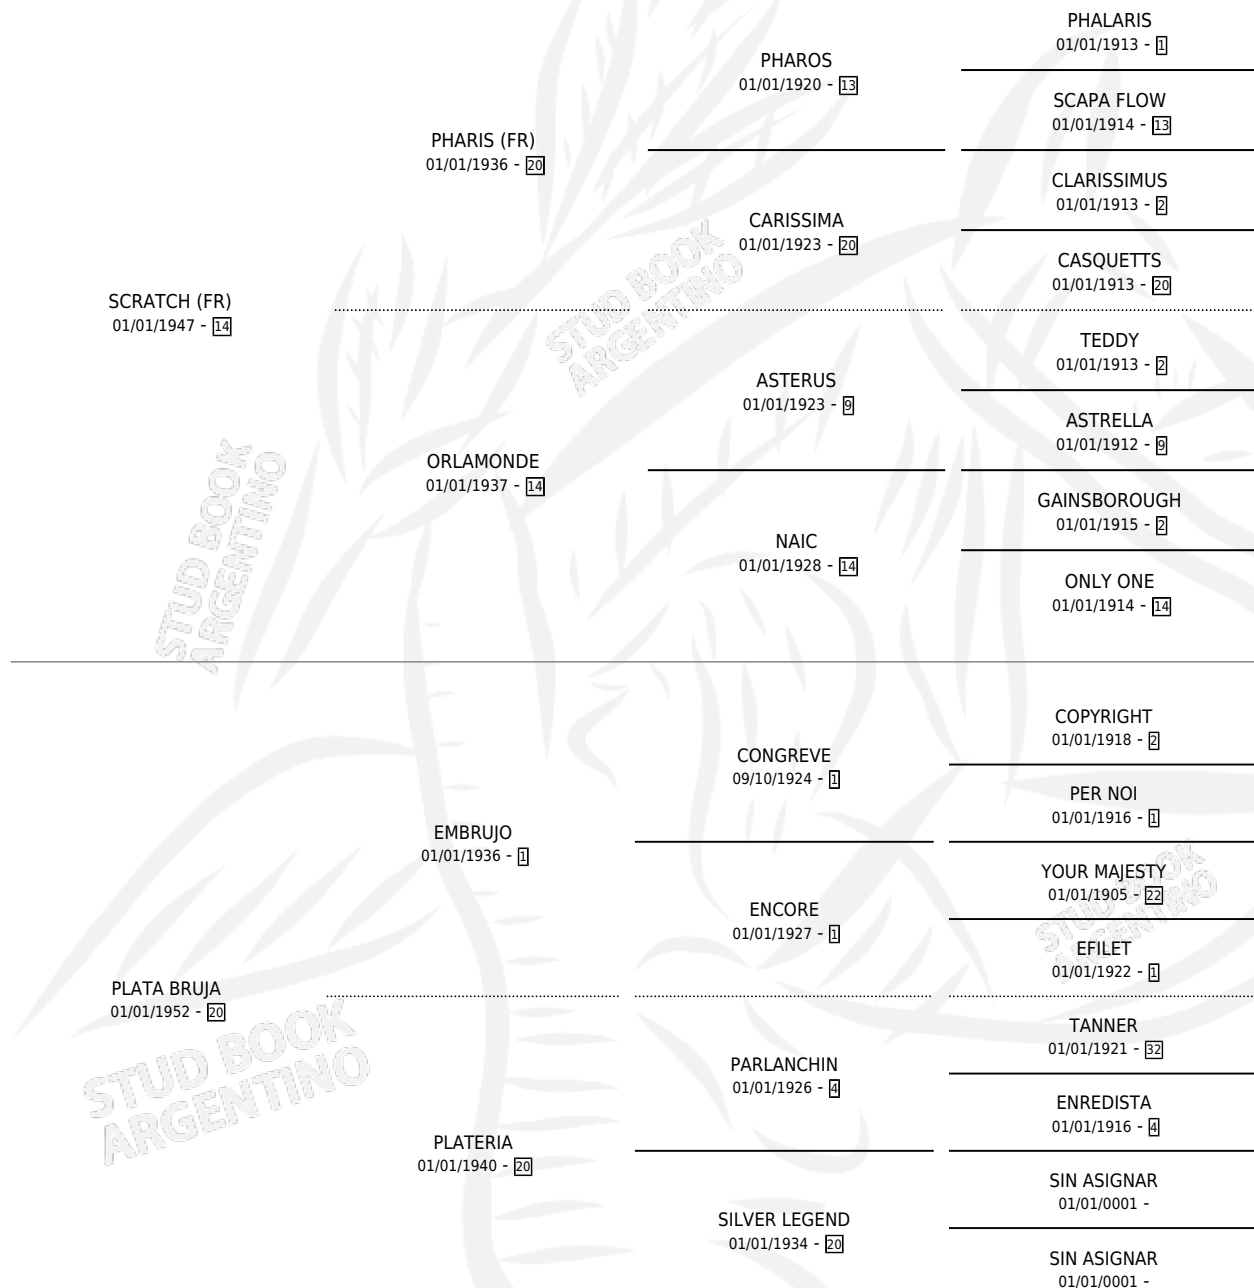 PHALARIS
01/01/1913 - 1
PHAROS
01/01/1920 - 13
SCAPA FLOW
01/01/1914 - 13
PHARIS (FR)
01/01/1936 - 20
CLARISSIMUS
01/01/1913 - 2
CARISSIMA
01/01/1923 - 20
CASQUETTS
01/01/1913 - 20
SCRATCH (FR)
01/01/1947 - 14
TEDDY
01/01/1913 - 2
ASTERUS
01/01/1923 - 9
ASTRELLA
01/01/1912 - 9
ORLAMONDE
01/01/1937 - 14
GAINSBOROUGH
01/01/1915 - 2
NAIC
01/01/1928 - 14
ONLY ONE
01/01/1914 - 14
COPYRIGHT
01/01/1918 - 2
CONGREVE
09/10/1924 - 1
PER NOI
01/01/1916 - 1
EMBRUJO
01/01/1936 - 1
YOUR MAJESTY
01/01/1905 - 22
ENCORE
01/01/1927 - 1
EFILET
01/01/1922 - 1
PLATA BRUJA
01/01/1952 - 20
TANNER
01/01/1921 - 32
PARLANCHIN
01/01/1926 - 4
ENREDISTA
01/01/1916 - 4
PLATERIA
01/01/1940 - 20
SIN ASIGNAR
01/01/0001 -
SILVER LEGEND
01/01/1934 - 20
SIN ASIGNAR
01/01/0001 -
STUD BOOK
ARGENTINO
STUD BOOK
ARGENTINO
STUD BOOK
ARGENTINO
STUD BOOK
ARGENTINO